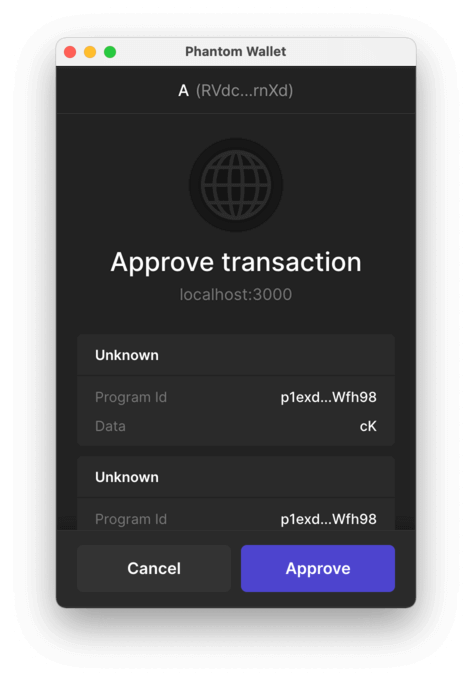 Phantom Wallet
A (RVdc...rnXd)
Approve transaction
localhost:3000
Unknown
Program Id p1exd...Wfh98
Data cK
Unknown
Program Id p1exd...Wfh98
Cancel Approve